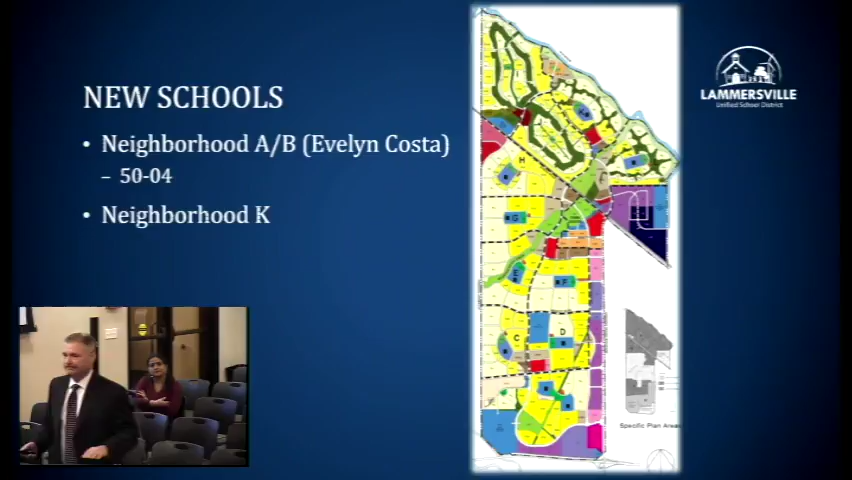 NEW SCHOOLS
• Neighborhood A/B (Evelyn Costa)
– 50-04
• Neighborhood K
LAMMERSVILLE
Unified School District
H
G
E
F
C
D
Specific Plan Area